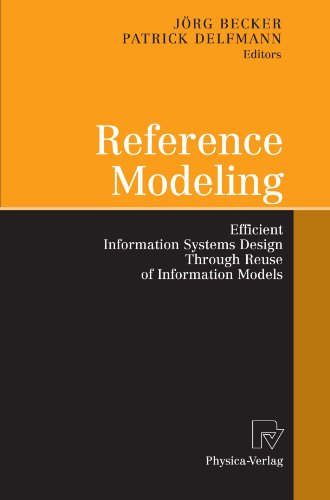 JÖRG BECKER
PATRICK DELFMANN
Editors
Reference
Modeling
Efficient
Information Systems Design
Through Reuse
of Information Models
Physica-Verlag